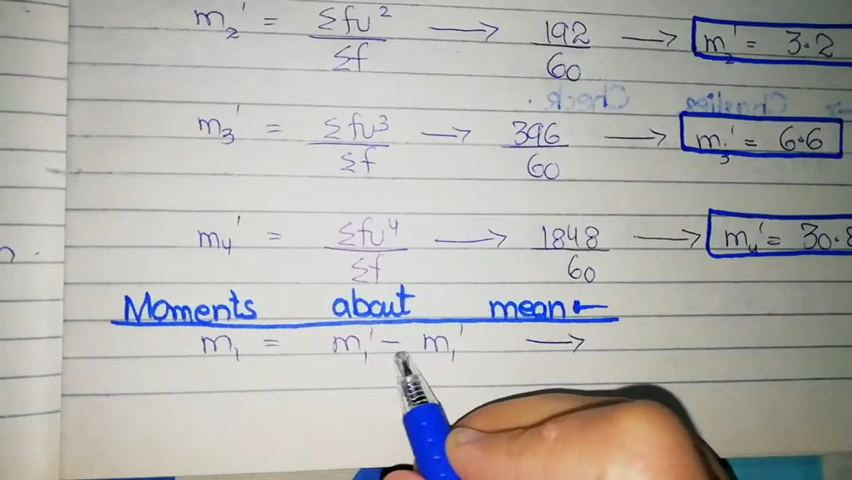 m₂' = Σfu²/Σf → 192/60 → m₂' = 3.2
Check.
m₃' = Σfu³/Σf → 396/60 → m₃' = 6.6
m₄' = Σfu⁴/Σf → 1848/60 → m₄' = 30.8
Moments about mean ←
m₁ = m₁' - m₁' →